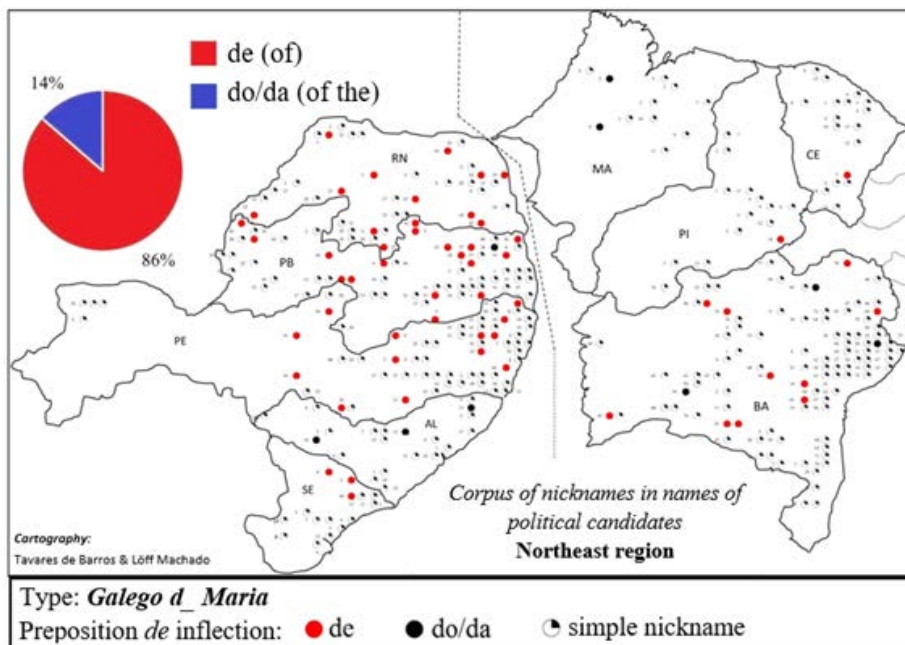 14%
86%
de (of)
do/da (of the)
RN
PB
PE
AL
SE
MA
CE
PI
BA
Corpus of nicknames in names of
political candidates
Northeast region
Cartography:
Tavares de Barros & Löff Machado
Type: Galego d_ Maria
Preposition de inflection: de do/da simple nickname